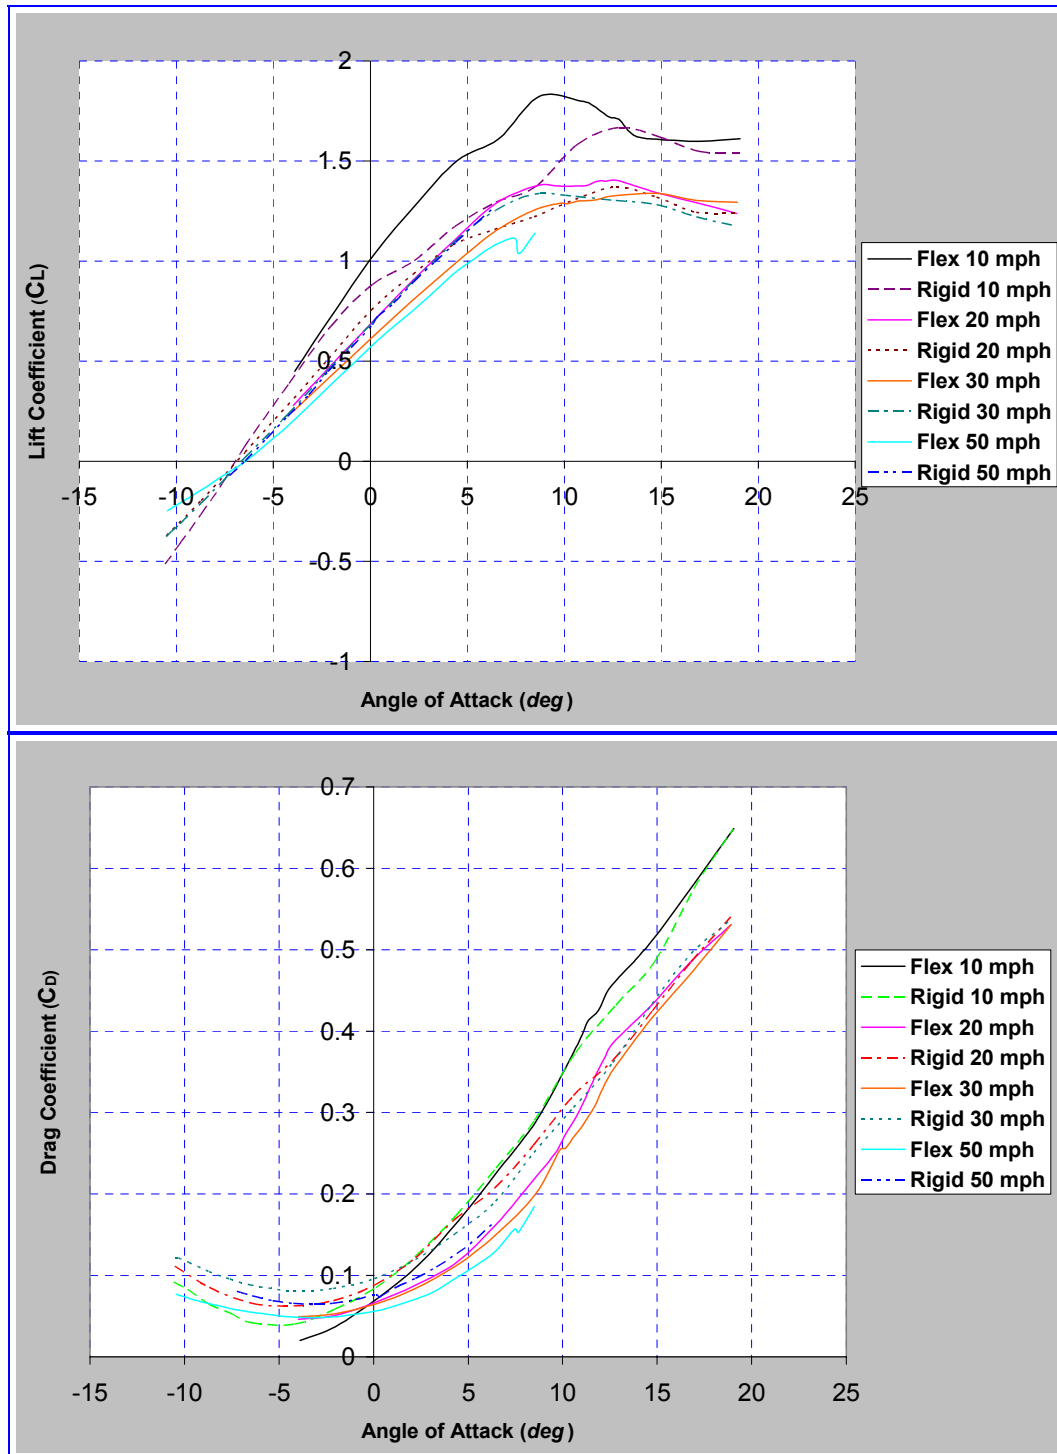 2
1.5
1
0.5
0
-0.5
-1
-15
-10
-5
0
5
10
15
20
25
Lift Coefficient (CL)
Angle of Attack (deg)
Flex 10 mph
Rigid 10 mph
Flex 20 mph
Rigid 20 mph
Flex 30 mph
Rigid 30 mph
Flex 50 mph
Rigid 50 mph
0.7
0.6
0.5
0.4
0.3
0.2
0.1
0
-15
-10
-5
0
5
10
15
20
25
Drag Coefficient (CD)
Angle of Attack (deg)
Flex 10 mph
Rigid 10 mph
Flex 20 mph
Rigid 20 mph
Flex 30 mph
Rigid 30 mph
Flex 50 mph
Rigid 50 mph